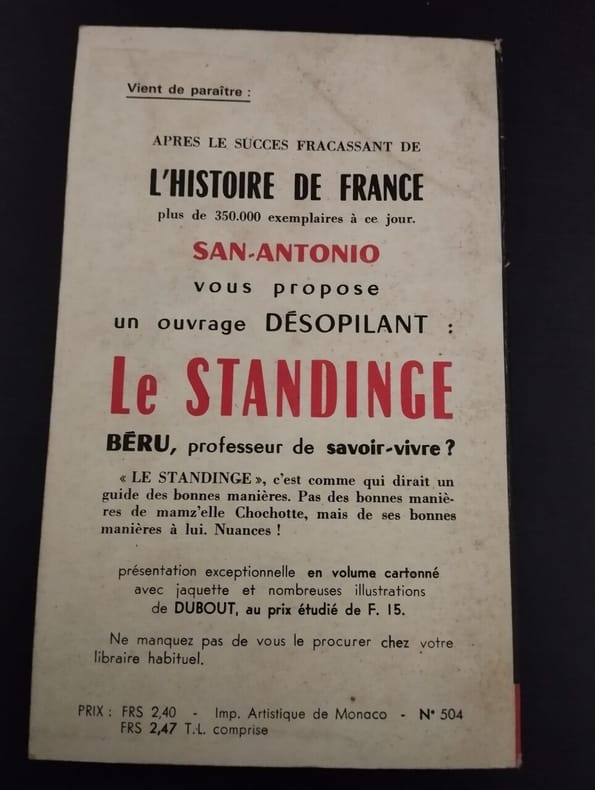 Vient de paraître :
APRES LE SUCCES FRACASSANT DE
L'HISTOIRE DE FRANCE
plus de 350.000 exemplaires à ce jour.
SAN-ANTONIO
vous propose
un ouvrage DÉSOPILANT :
Le STANDINGE
BÉRU, professeur de savoir-vivre ?
« LE STANDINGE », c'est comme qui dirait un
guide des bonnes manières. Pas des bonnes maniè-
res de mamz'elle Chochotte, mais de ses bonnes
manières à lui. Nuances !
présentation exceptionnelle en volume cartonné
avec jaquette et nombreuses illustrations
de DUBOUT, au prix étudié de F. 15.
Ne manquez pas de vous le procurer chez votre
libraire habituel.
PRIX : FRS 2,40 - Imp. Artistique de Monaco - N° 504
FRS 2,47 T.L. comprise